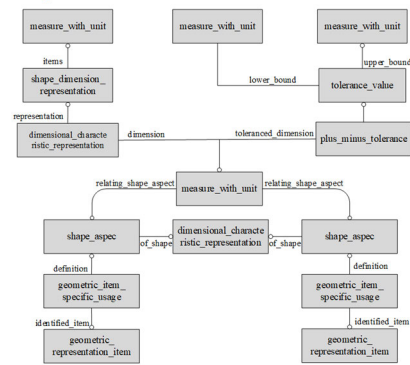 measure_with_unit
measure_with_unit
measure_with_unit
items
upper_bound
lower_bound
shape_dimension_
representation
tolerance_value
representation
dimensional_characte
ristic_representation
dimension
toleranced_dimension
plus_minus_tolerance
relating_shape_aspect
measure_with_unit
relating_shape_aspect
shape_aspec
of_shape
dimensional_characte
ristic_representation
of_shape
shape_aspec
definition
definition
geometric_item_
specific_usage
geometric_item_
specific_usage
identified_item
identified_item
geometric_
representation_item
geometric_
representation_item